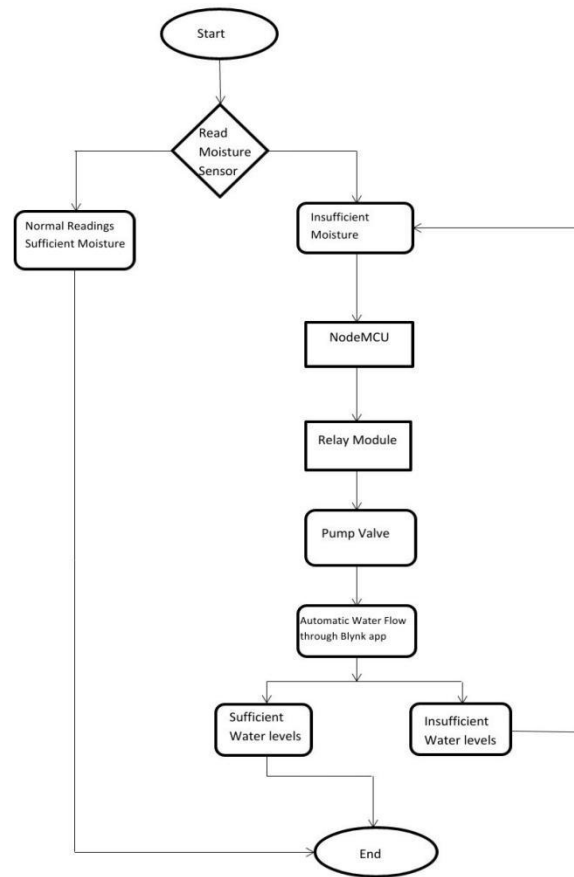 Start
Read
Moisture
Sensor
Normal Readings
Sufficient Moisture
Insufficient
Moisture
NodeMCU
Relay Module
Pump Valve
Automatic Water Flow
through Blynk app
Sufficient
Water levels
Insufficient
Water levels
End